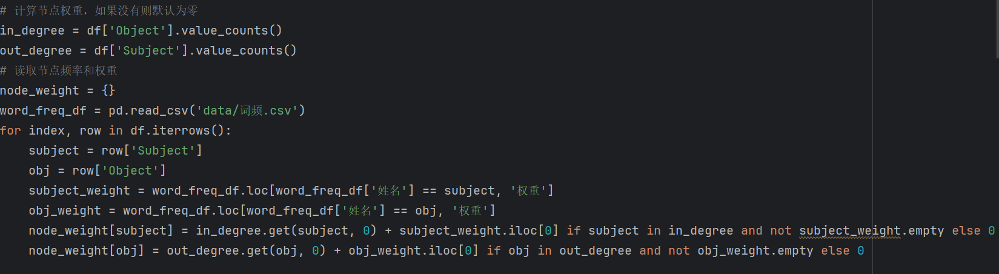 # 计算节点权重，如果没有则默认为零
in_degree = df['Object'].value_counts()
out_degree = df['Subject'].value_counts()
# 读取节点频率和权重
node_weight = {}
word_freq_df = pd.read_csv('data/词频.csv')
for index, row in df.iterrows():
    subject = row['Subject']
    obj = row['Object']
    subject_weight = word_freq_df.loc[word_freq_df['姓名'] == subject, '权重']
    obj_weight = word_freq_df.loc[word_freq_df['姓名'] == obj, '权重']
    node_weight[subject] = in_degree.get(subject, 0) + subject_weight.iloc[0] if subject in in_degree and not subject_weight.empty else 0
    node_weight[obj] = out_degree.get(obj, 0) + obj_weight.iloc[0] if obj in out_degree and not obj_weight.empty else 0